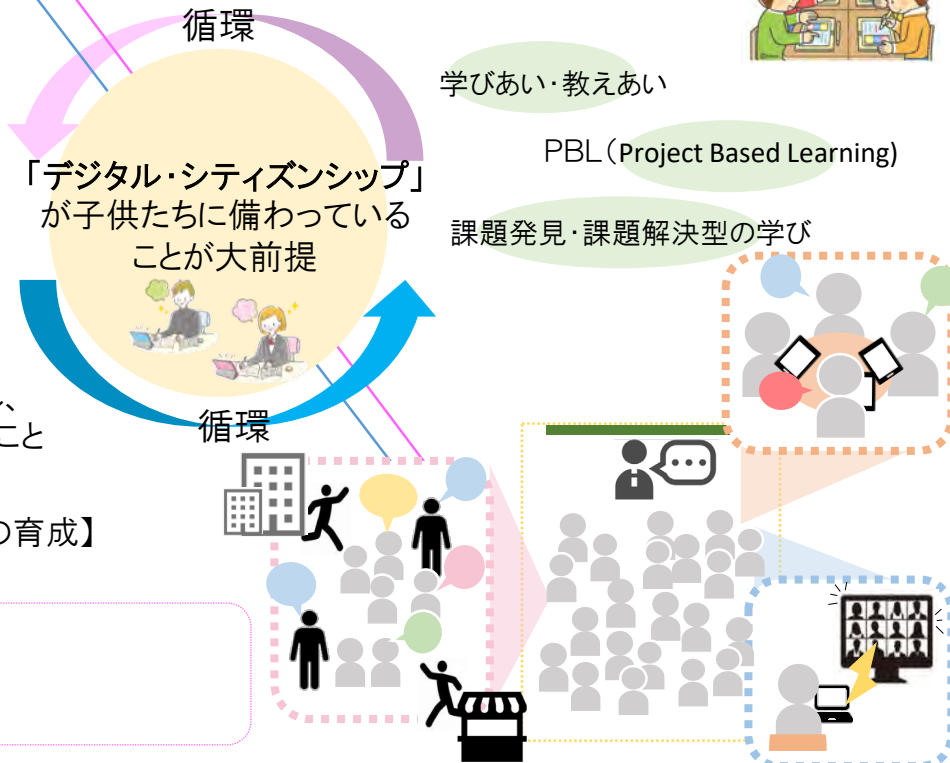 循環
学びあい・教えあい
PBL(Project Based Learning)
「デジタル・シティズンシップ」
が子供たちに備わっている
ことが大前提
課題発見・課題解決型の学び
循環
こと
の育成】